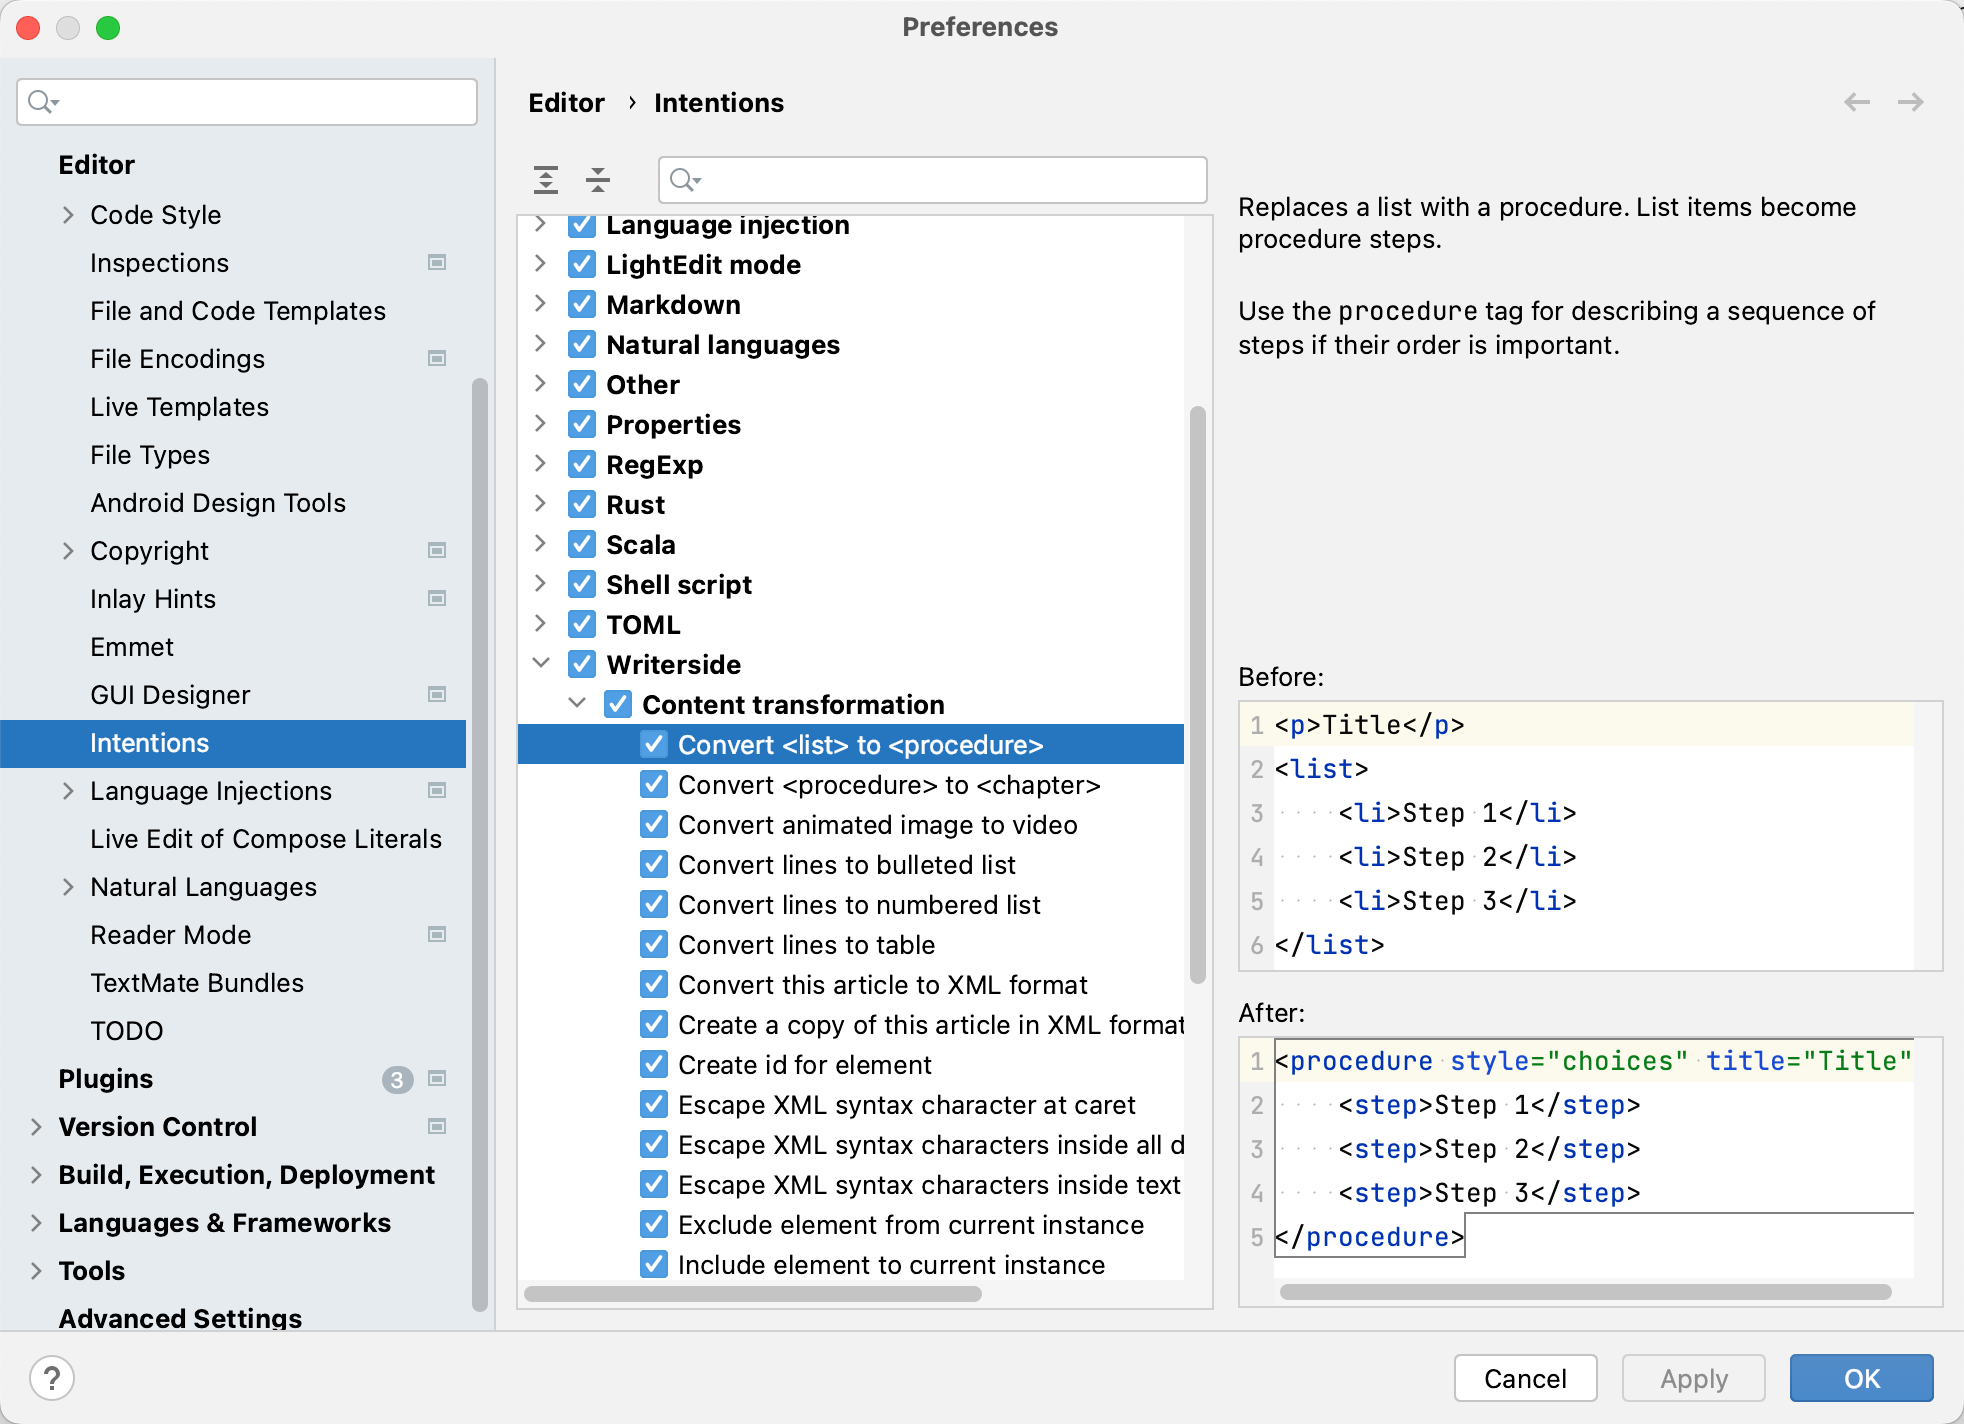 Preferences
Editor
Code Style
Inspections
File and Code Templates
File Encodings
Live Templates
File Types
Android Design Tools
Copyright
Inlay Hints
Emmet
GUI Designer
Intentions
Language Injections
Live Edit of Compose Literals
Natural Languages
Reader Mode
TextMate Bundles
TODO
Plugins 3
Version Control
Build, Execution, Deployment
Languages & Frameworks
Tools
Advanced Settings
Editor › Intentions
Language injection
LightEdit mode
Markdown
Natural languages
Other
Properties
RegExp
Rust
Scala
Shell script
TOML
Writerside
Content transformation
Convert <list> to <procedure>
Convert <procedure> to <chapter>
Convert animated image to video
Convert lines to bulleted list
Convert lines to numbered list
Convert lines to table
Convert this article to XML format
Create a copy of this article in XML format
Create id for element
Escape XML syntax character at caret
Escape XML syntax characters inside all d
Escape XML syntax characters inside text
Exclude element from current instance
Include element to current instance
Replaces a list with a procedure. List items become
procedure steps.
Use the procedure tag for describing a sequence of
steps if their order is important.
Before:
1 <p>Title</p>
2 <list>
3 <li>Step 1</li>
4 <li>Step 2</li>
5 <li>Step 3</li>
6 </list>
After:
1 <procedure style="choices" title="Title"
2 <step>Step 1</step>
3 <step>Step 2</step>
4 <step>Step 3</step>
5 </procedure>
?
Cancel
Apply
OK